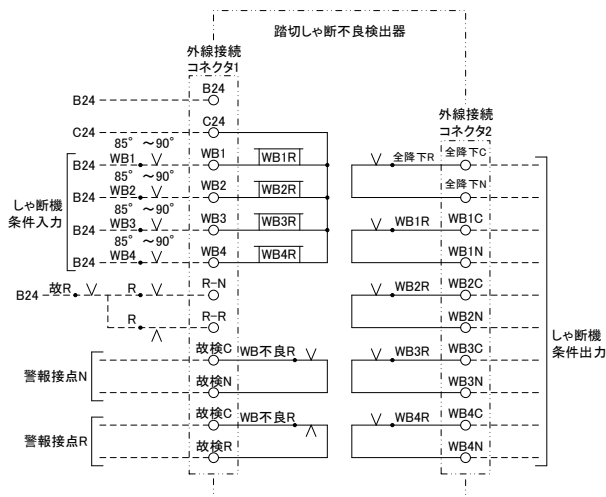 踏切しゃ断不良検出器
外線接続
コネクタ1
B24
B24
C24
C24
85° ～90°
B24 WB1
WB1
WB1R
85° ～90°
B24 WB2
WB2
WB2R
85° ～90°
B24 WB3
WB3
WB3R
85° ～90°
B24 WB4
WB4
WB4R
しゃ断機
条件入力
B24 故R R
R-N
R
R-R
警報接点N
故検C WB不良R
故検N
警報接点R
故検C WB不良R
故検R
外線接続
コネクタ2
全降下R 全降下C
全降下N
WB1R WB1C
WB1N
WB2R WB2C
WB2N
WB3R WB3C
WB3N
WB4R WB4C
WB4N
しゃ断機
条件出力